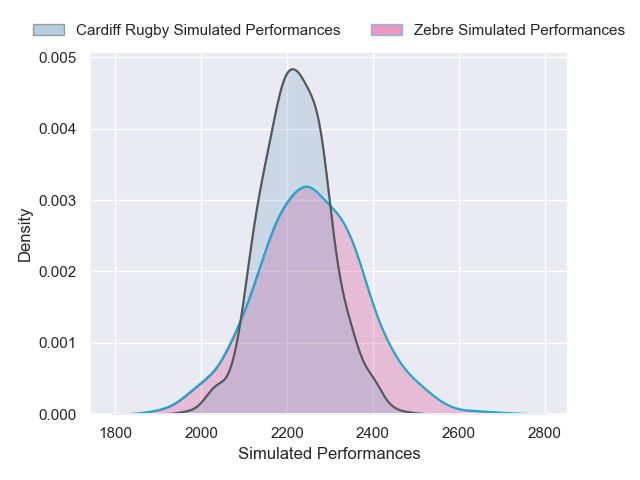 Cardiff Rugby Simulated Performances Zebre Simulated Performances
0.005
0.004
0.003
0.002
0.001
0.000
Density
1800 2000 2200 2400 2600 2800
Simulated Performances